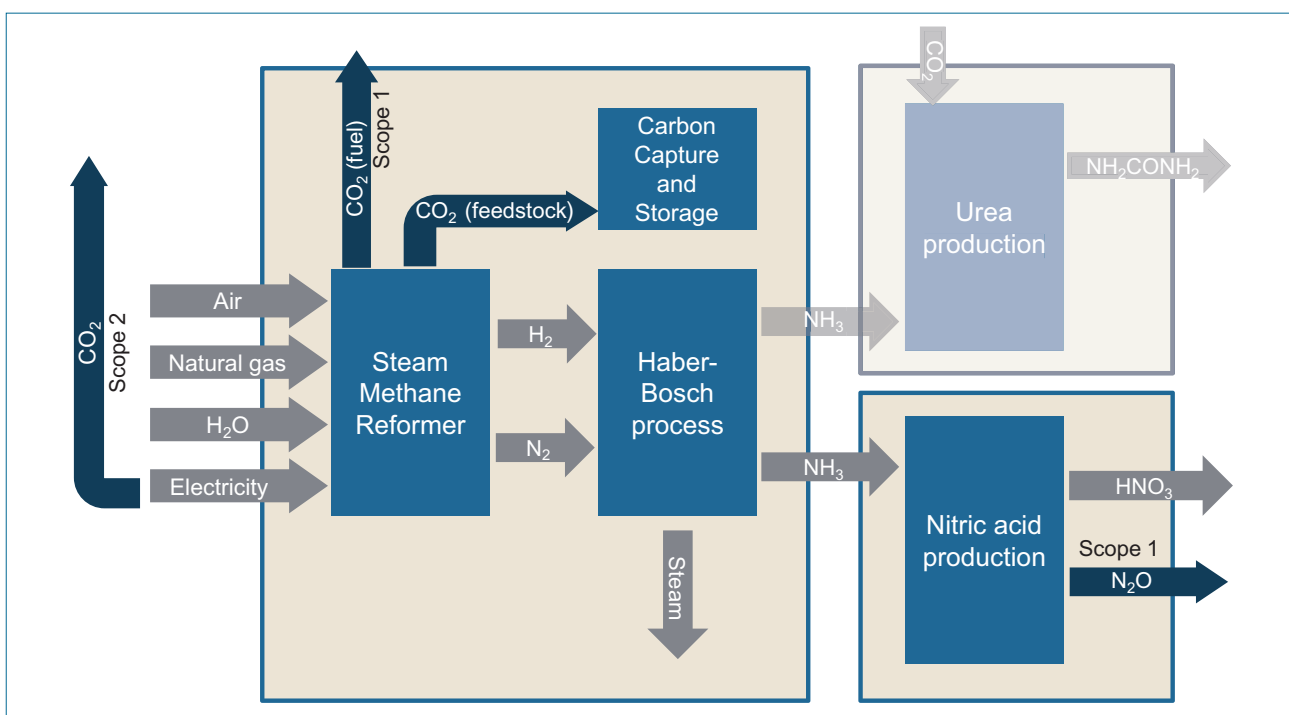 CO₂
Scope 2
Air
Natural gas
H₂O
Electricity
CO₂ (fuel)
Scope 1
CO₂ (feedstock)
Carbon
Capture
and
Storage
Steam
Methane
Reformer
H₂
N₂
Haber-
Bosch
process
Steam
NH₃
NH₃
CO₂
Urea
production
NH₂CONH₂
Nitric acid
production
HNO₃
Scope 1
N₂O